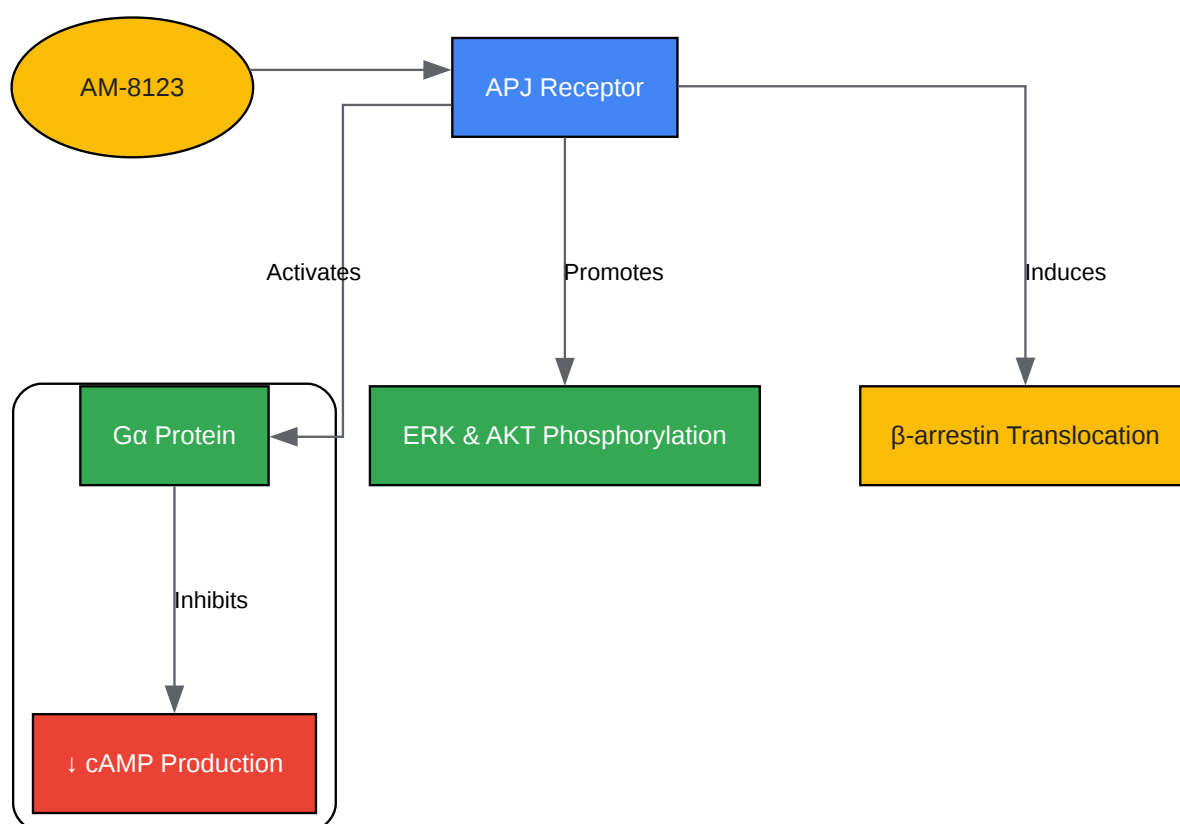 AM-8123
APJ Receptor
Activates
Promotes
Induces
Gα Protein
ERK & AKT Phosphorylation
β-arrestin Translocation
Inhibits
↓ cAMP Production